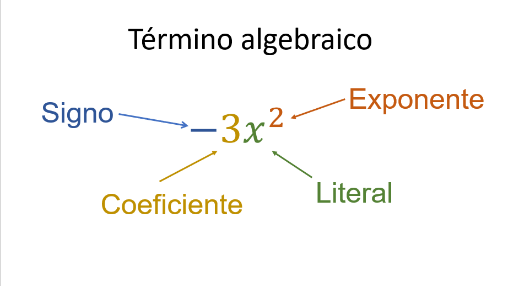 Término algebraico
Signo
−3x²
Exponente
Coeficiente
Literal